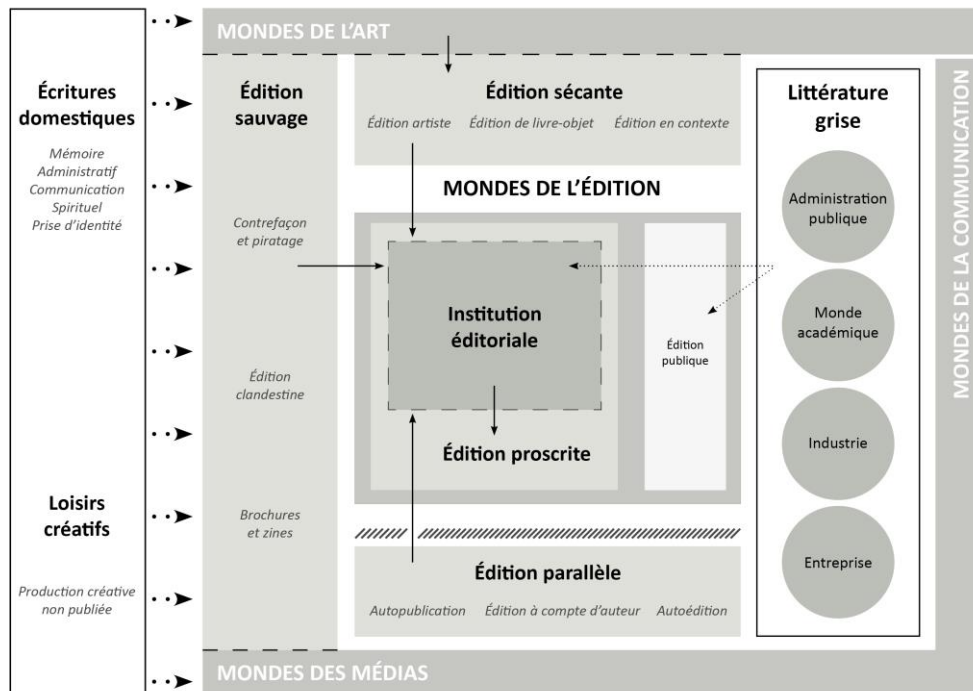 MONDES DE L’ART
Écritures
domestiques
Mémoire
Administratif
Communication
Spirituel
Prise d’identité
Loisirs
créatifs
Production créative
non publiée
Édition
sauvage
Contrefaçon
et piratage
Édition
clandestine
Brochures
et zines
Édition sécante
Édition artiste
Édition de livre-objet
Édition en contexte
MONDES DE L’ÉDITION
Institution
éditoriale
Édition proscrite
Édition
publique
Édition parallèle
Autopublication
Édition à compte d’auteur
Autoédition
Littérature
grise
Administration
publique
Monde
académique
Industrie
Entreprise
MONDES DE LA COMMUNICATION
MONDES DES MÉDIAS